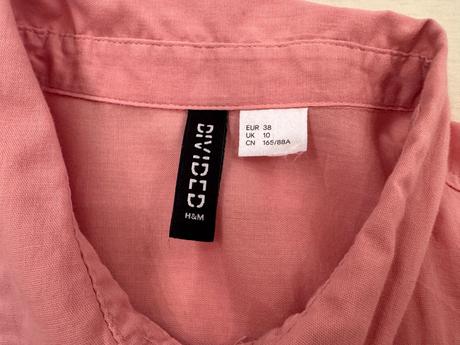 DIVIDED
H&M
EUR 38
UK 10
CN 165/88A